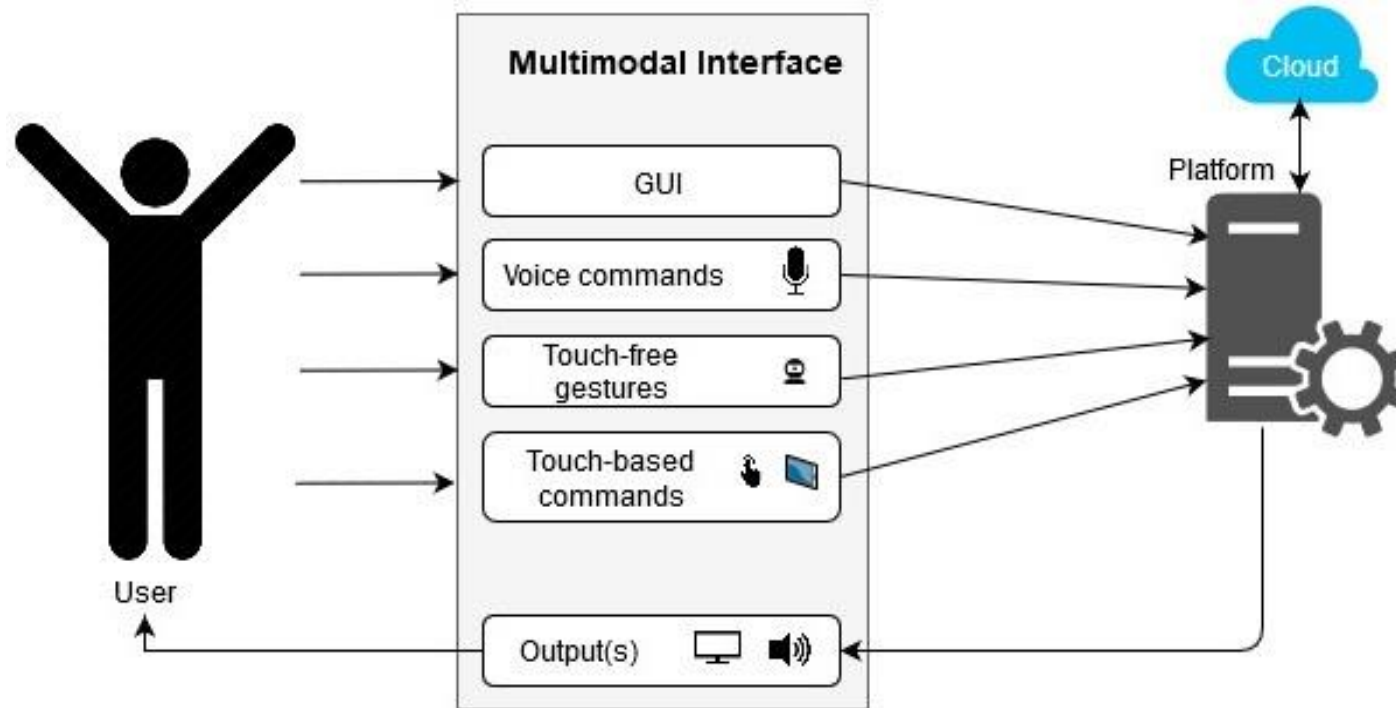 Multimodal Interface
Cloud
Platform
GUI
Voice commands
Touch-free
gestures
Touch-based
commands
User
Output(s)